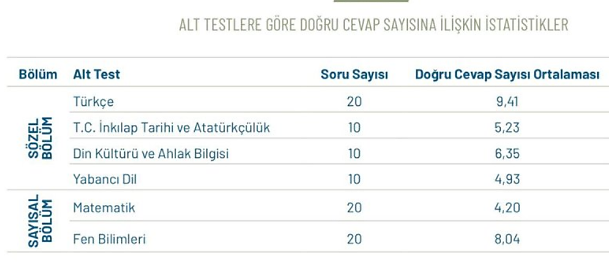 ALT TESTLERE GÖRE DOĞRU CEVAP SAYISINA İLİŞKİN İSTATİSTİKLER
Bölüm Alt Test Soru Sayısı Doğru Cevap Sayısı Ortalaması
SÖZEL BÖLÜM
Türkçe 20 9,41
T.C. İnkılap Tarihi ve Atatürkçülük 10 5,23
Din Kültürü ve Ahlak Bilgisi 10 6,35
Yabancı Dil 10 4,93
SAYISAL BÖLÜM
Matematik 20 4,20
Fen Bilimleri 20 8,04